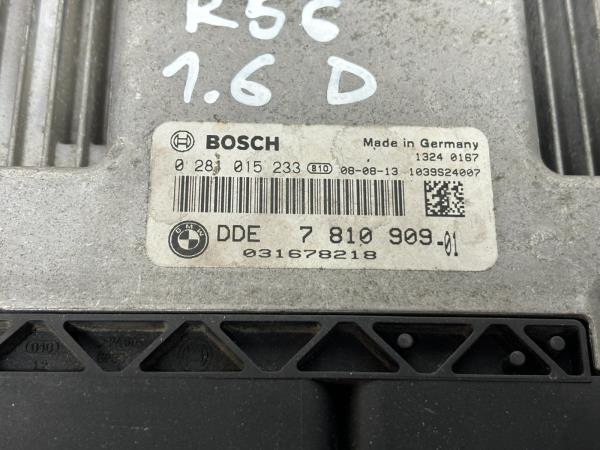 R56
1.6 D
BOSCH Made in Germany
1324 0167
0 281 015 233 810 08-08-13 1039S24007
BMW DDE 7 810 909-01
031678218